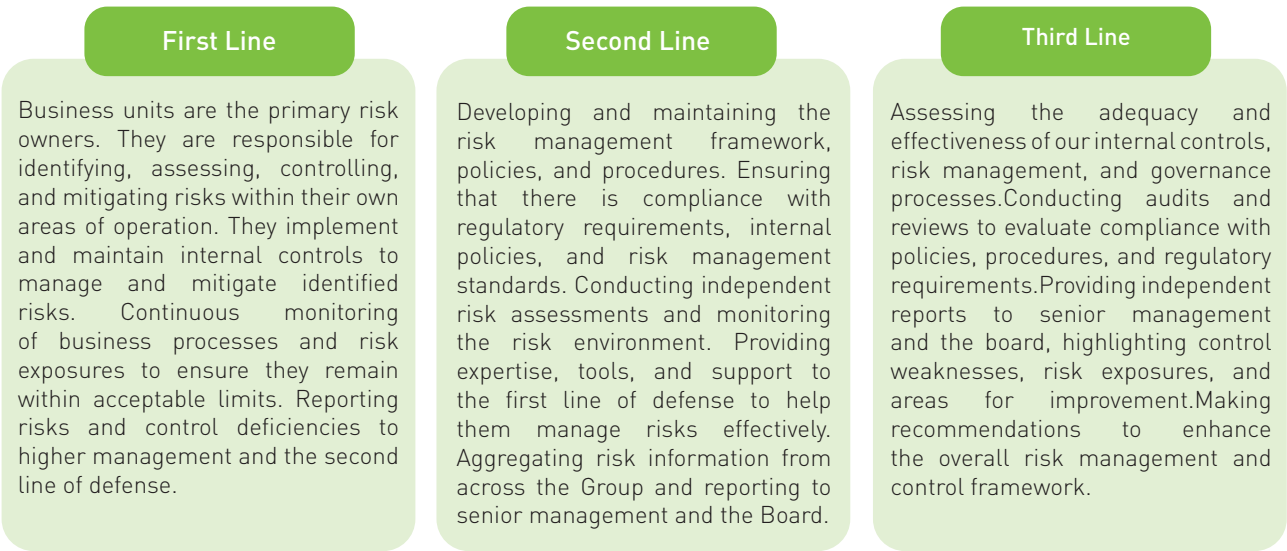 First Line
Business units are the primary risk
owners. They are responsible for
identifying, assessing, controlling,
and mitigating risks within their own
areas of operation. They implement
and maintain internal controls to
manage and mitigate identified
risks. Continuous monitoring
of business processes and risk
exposures to ensure they remain
within acceptable limits. Reporting
risks and control deficiencies to
higher management and the second
line of defense.
Second Line
Developing and maintaining the
risk management framework,
policies, and procedures. Ensuring
that there is compliance with
regulatory requirements, internal
policies, and risk management
standards. Conducting independent
risk assessments and monitoring
the risk environment. Providing
expertise, tools, and support to
the first line of defense to help
them manage risks effectively.
Aggregating risk information from
across the Group and reporting to
senior management and the Board.
Third Line
Assessing the adequacy and
effectiveness of our internal controls,
risk management, and governance
processes.Conducting audits and
reviews to evaluate compliance with
policies, procedures, and regulatory
requirements.Providing independent
reports to senior management
and the board, highlighting control
weaknesses, risk exposures, and
areas for improvement.Making
recommendations to enhance
the overall risk management and
control framework.